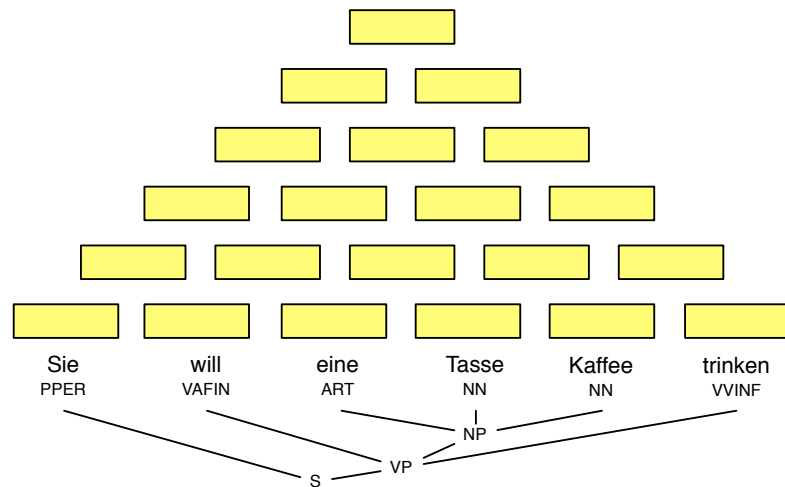 Sie will eine Tasse Kaffee trinken
PPER VAFIN ART NN NN VVINF
NP
VP
S